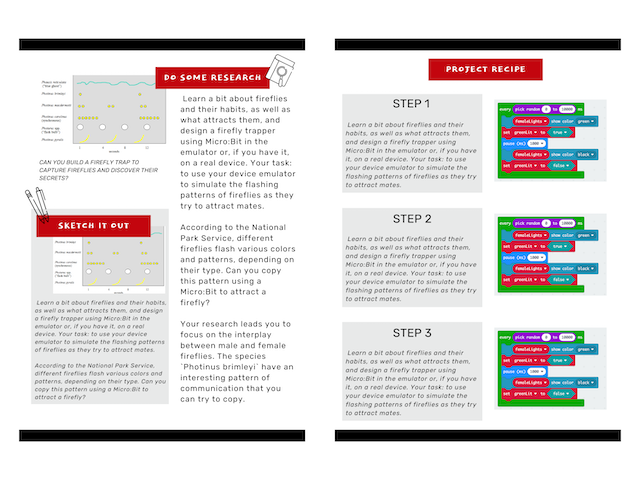 DO SOME RESEARCH
CAN YOU BUILD A FIREFLY TRAP TO
CAPTURE FIREFLIES AND DISCOVER THEIR
SECRETS?
SKETCH IT OUT
Learn a bit about fireflies and their habits,
as well as what attracts them, and design
a firefly trapper using Micro:Bit in the
emulator or, if you have it, on a real
device. Your task: to use your device
emulator to simulate the flashing patterns
of fireflies as they try to attract mates.
According to the National Park Service,
different fireflies flash various colors and
patterns, depending on their type. Can you
copy this pattern using a Micro:Bit to
attract a firefly?
Learn a bit about fireflies
and their habits, as well as
what attracts them, and
design a firefly trapper
using Micro:Bit in the
emulator or, if you have it,
on a real device. Your task:
to use your device emulator
to simulate the flashing
patterns of fireflies as they
try to attract mates.
According to the National
Park Service, different
fireflies flash various colors
and patterns, depending on
their type. Can you copy
this pattern using a
Micro:Bit to attract a
firefly?
Your research leads you to
focus on the interplay
between male and female
fireflies. The species
`Photinus brimleyi` have an
interesting pattern of
communication that you
can try to copy.
PROJECT RECIPE
STEP 1
Learn a bit about fireflies and their
habits, as well as what attracts them,
and design a firefly trapper using
Micro:Bit in the emulator or, if you have
it, on a real device. Your task: to use
your device emulator to simulate the
flashing patterns of fireflies as they try
to attract mates.
every pick random 0 to 10000 ms
femaleLights show color green
set greenLit to true
pause (ms) 1000
femaleLights show color black
set greenLit to false
STEP 2
Learn a bit about fireflies and their
habits, as well as what attracts them,
and design a firefly trapper using
Micro:Bit in the emulator or, if you have
it, on a real device. Your task: to use
your device emulator to simulate the
flashing patterns of fireflies as they try
to attract mates.
every pick random 0 to 10000 ms
femaleLights show color green
set greenLit to true
pause (ms) 1000
femaleLights show color black
set greenLit to false
STEP 3
Learn a bit about fireflies and their
habits, as well as what attracts them,
and design a firefly trapper using
Micro:Bit in the emulator or, if you have
it, on a real device. Your task: to use
your device emulator to simulate the
flashing patterns of fireflies as they try
to attract mates.
every pick random 0 to 10000 ms
femaleLights show color green
set greenLit to true
pause (ms) 1000
femaleLights show color black
set greenLit to false